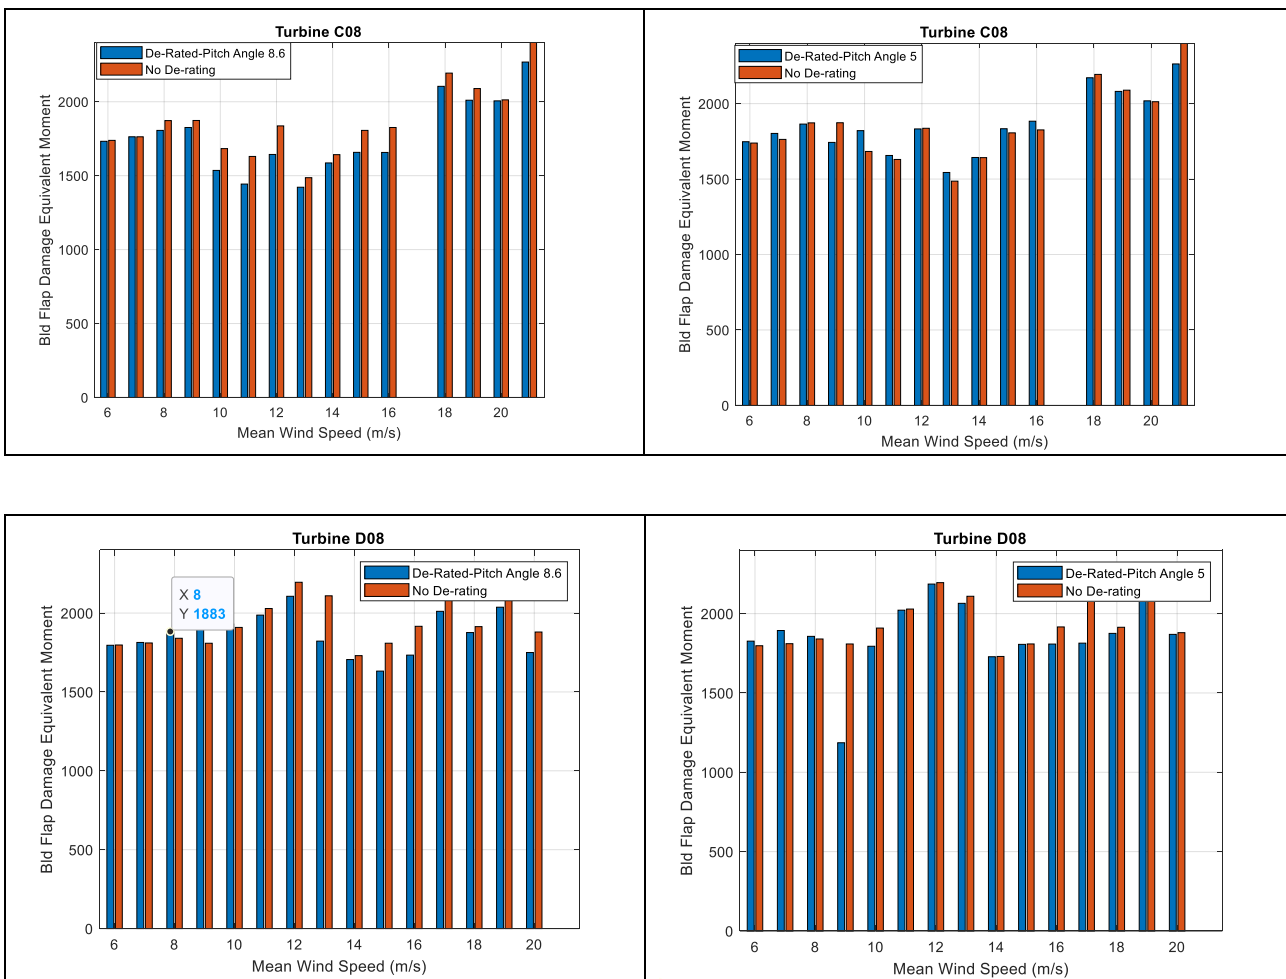 Turbine C08
De-Rated-Pitch Angle 8.6
No De-rating
2000
1500
1000
500
0
Bld Flap Damage Equivalent Moment
6 8 10 12 14 16 18 20
Mean Wind Speed (m/s)
Turbine C08
De-Rated-Pitch Angle 5
No De-rating
2000
1500
1000
500
0
Bld Flap Damage Equivalent Moment
6 8 10 12 14 16 18 20
Mean Wind Speed (m/s)
Turbine D08
De-Rated-Pitch Angle 8.6
No De-rating
X 8
Y 1883
2000
1500
1000
500
0
Bld Flap Damage Equivalent Moment
6 8 10 12 14 16 18 20
Mean Wind Speed (m/s)
Turbine D08
De-Rated-Pitch Angle 5
No De-rating
2000
1500
1000
500
0
Bld Flap Damage Equivalent Moment
6 8 10 12 14 16 18 20
Mean Wind Speed (m/s)